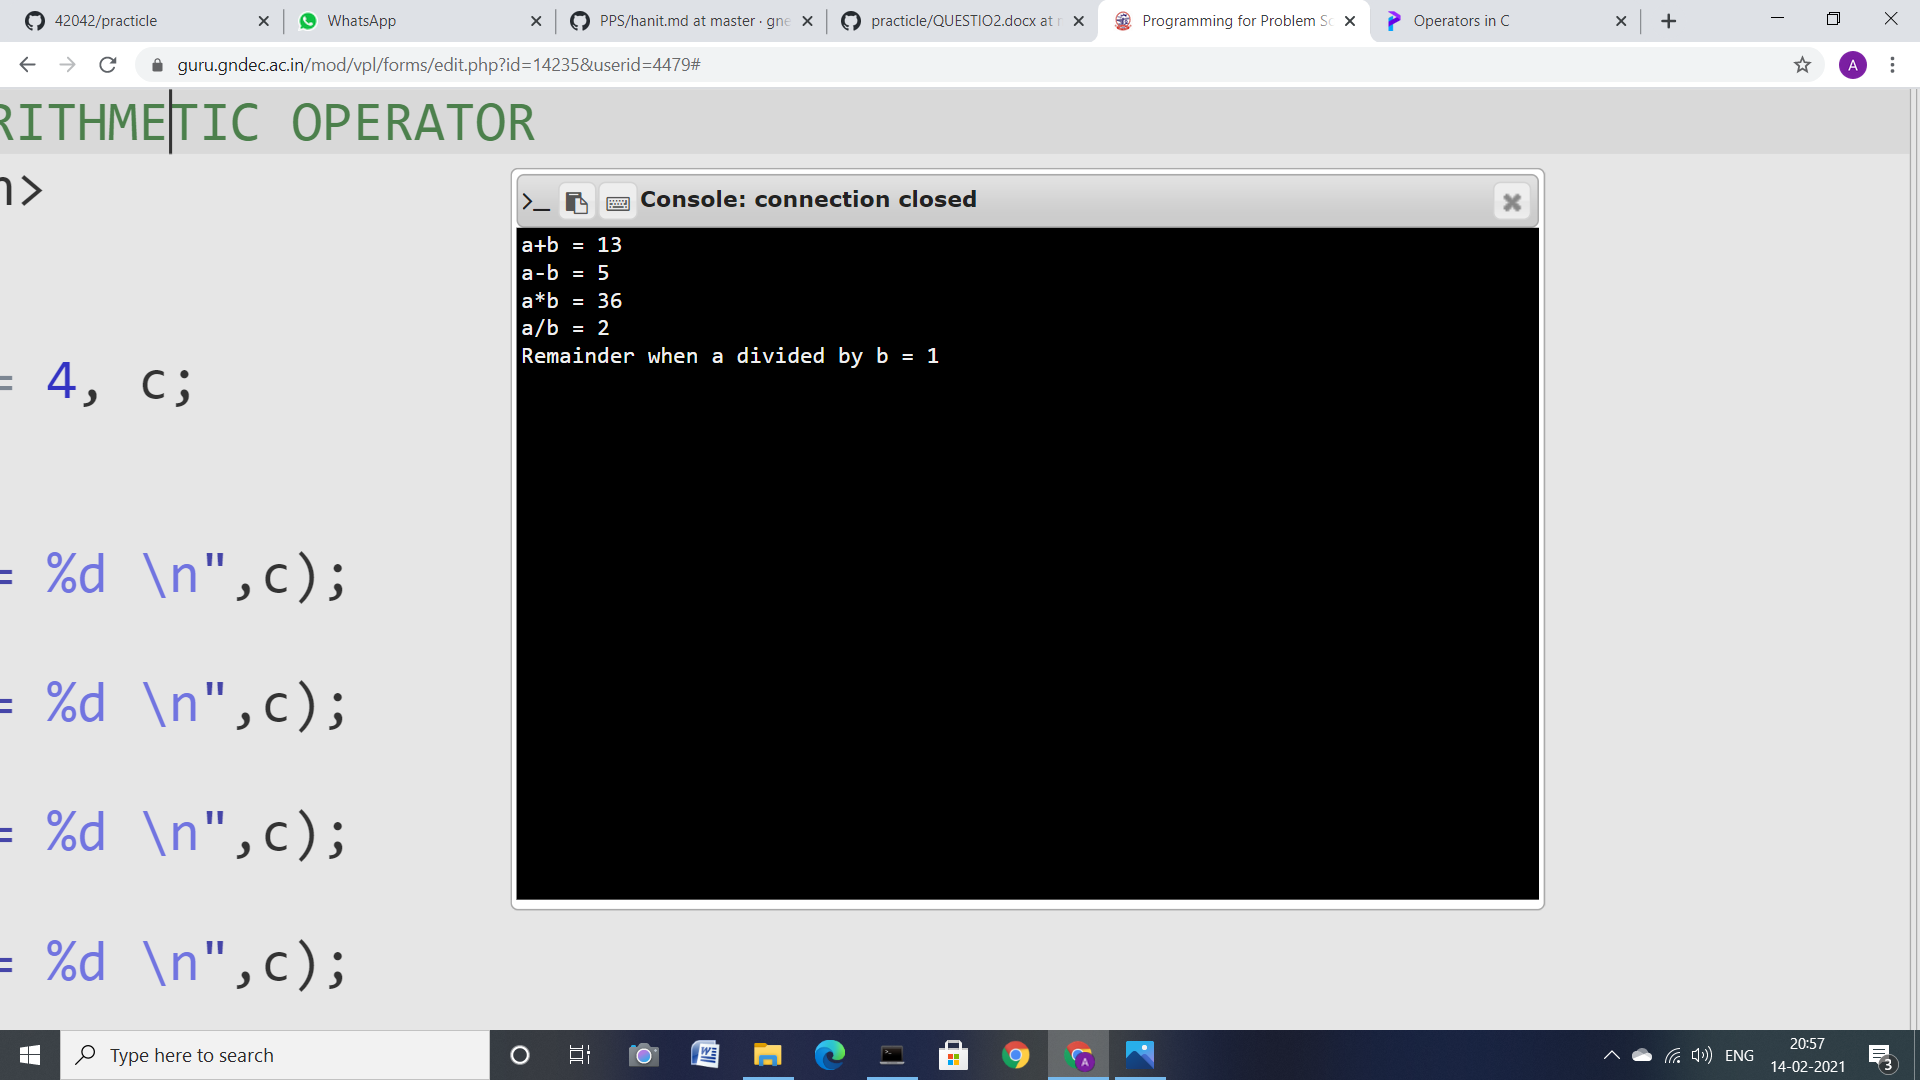 42042/practicle
WhatsApp
PPS/hanit.md at master · gne
practicle/QUESTIO2.docx at
Programming for Problem So
Operators in C
guru.gndec.ac.in/mod/vpl/forms/edit.php?id=14235&userid=4479#
A
RITHMETIC OPERATOR
h>
= 4, c;
= %d \n",c);
= %d \n",c);
= %d \n",c);
= %d \n",c);
Console: connection closed
a+b = 13
a-b = 5
a*b = 36
a/b = 2
Remainder when a divided by b = 1
Type here to search
ENG
20:57
14-02-2021
3